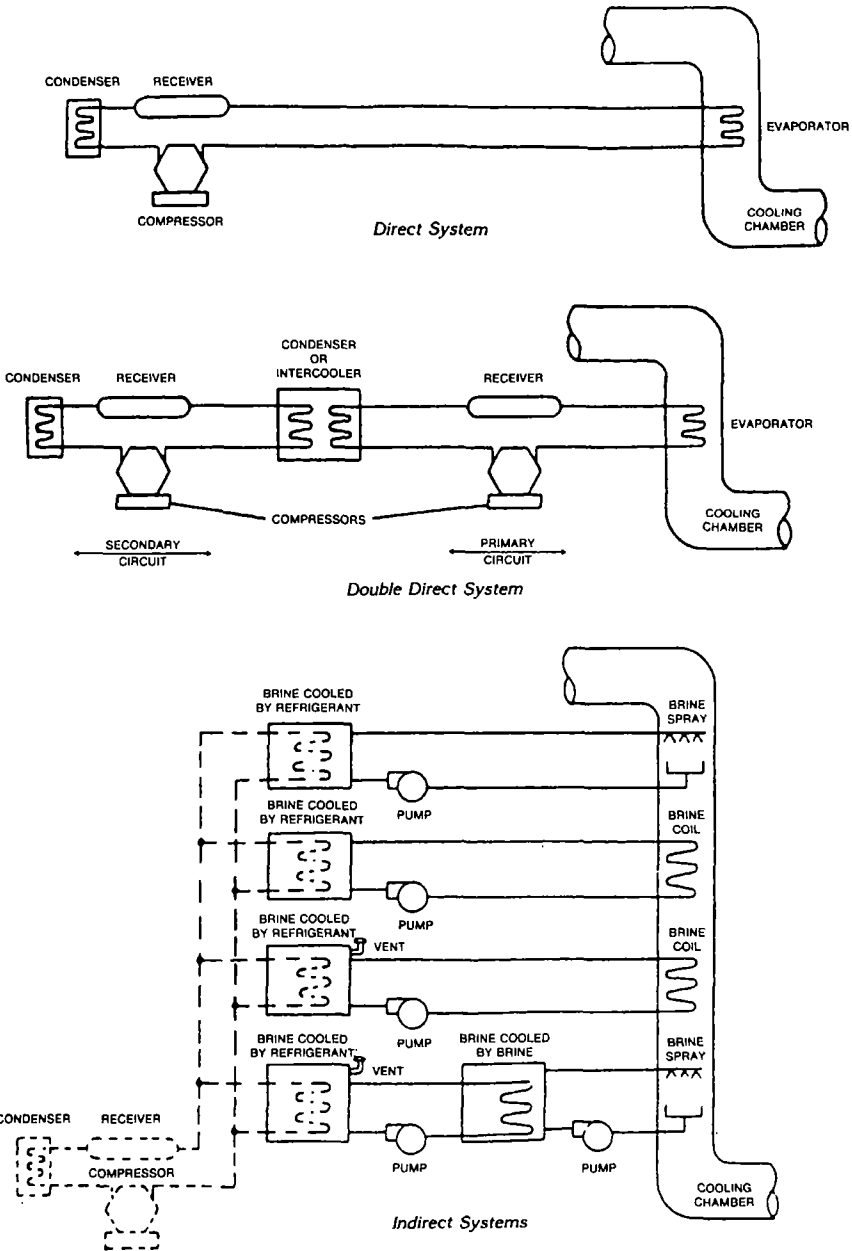 CONDENSER
RECEIVER
EVAPORATOR
COMPRESSOR
COOLING
CHAMBER
Direct System
CONDENSER
OR
INTERCOOLER
CONDENSER
RECEIVER
RECEIVER
EVAPORATOR
COMPRESSORS
COOLING
CHAMBER
SECONDARY
CIRCUIT
PRIMARY
CIRCUIT
Double Direct System
BRINE COOLED
BY REFRIGERANT
BRINE
SPRAY
PUMP
BRINE COOLED
BY REFRIGERANT
BRINE
COIL
PUMP
BRINE COOLED
BY REFRIGERANT
VENT
BRINE
COIL
PUMP
BRINE COOLED
BY REFRIGERANT
VENT
BRINE COOLED
BY BRINE
BRINE
SPRAY
PUMP
PUMP
CONDENSER
RECEIVER
COMPRESSOR
COOLING
CHAMBER
Indirect Systems